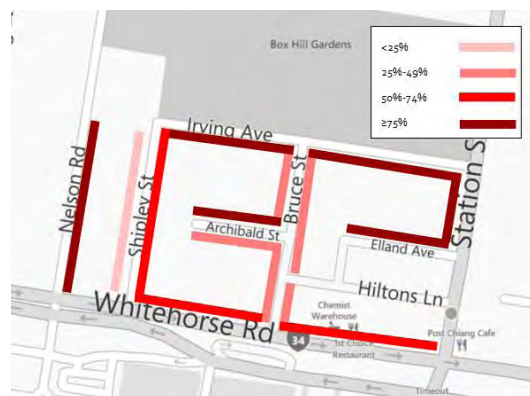 Box Hill Gardens
<25%
25%-49%
50%-74%
≥75%
Irving Ave
Nelson Rd
Shipley St
Bruce St
Station S
Archibald St
Elland Ave
Hiltons Ln
Whitehorse Rd
Chemist
Warehouse
34
1st Choice
Restaurant
Post Chiang Cafe
Timeout